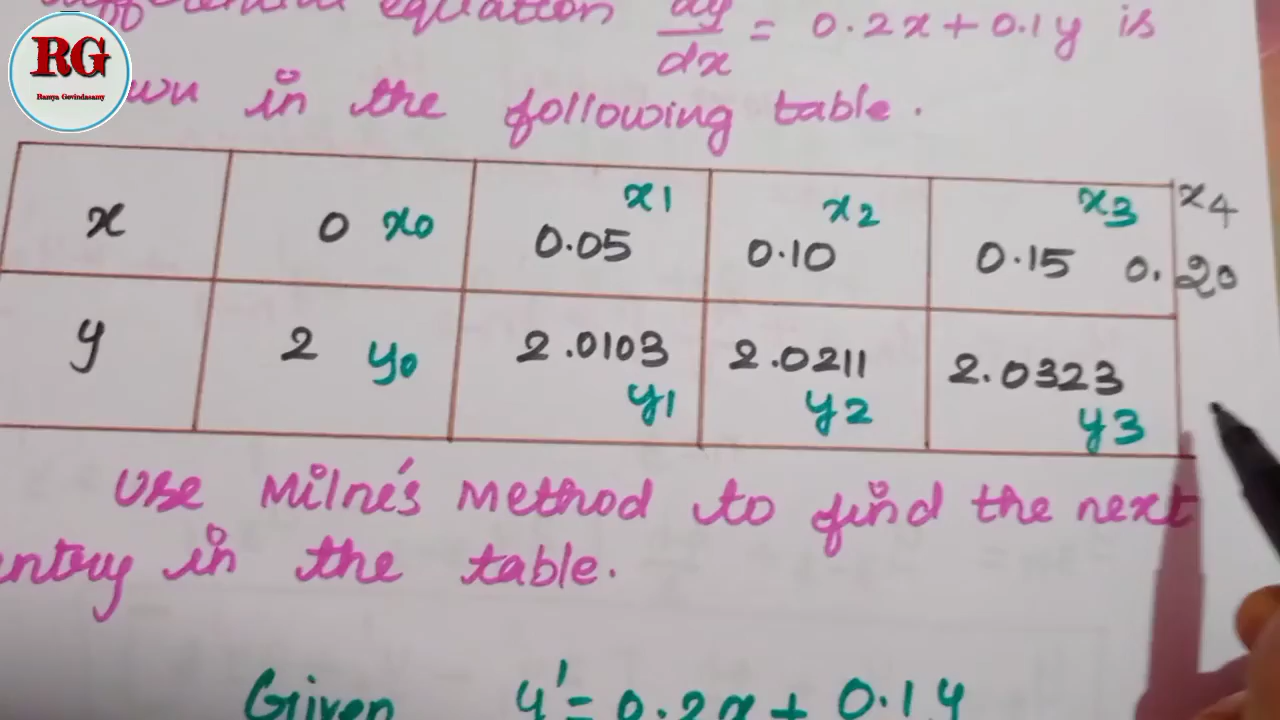 equation dy/dx = 0.2x + 0.1y is
RG
Ramya Govindasamy
in the following table.
x 0 x0 0.05 x1 0.10 x2 0.15 x3 0.20 x4
y 2 y0 2.0103 y1 2.0211 y2 2.0323 y3
Use Milne's Method to find the next
entry in the table.
Given y' = 0.2x + 0.1y